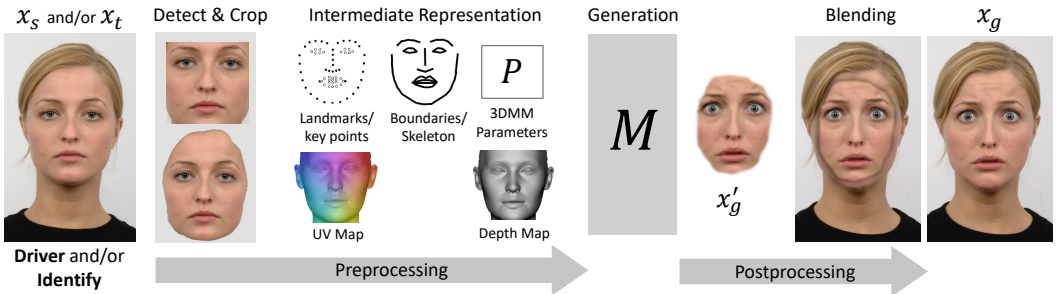 x_s and/or x_t
Detect & Crop
Intermediate Representation
Generation
Blending
x_g
Landmarks/
key points
Boundaries/
Skeleton
P
3DMM
Parameters
UV Map
Depth Map
M
x'_g
Driver and/or
Identify
Preprocessing
Postprocessing